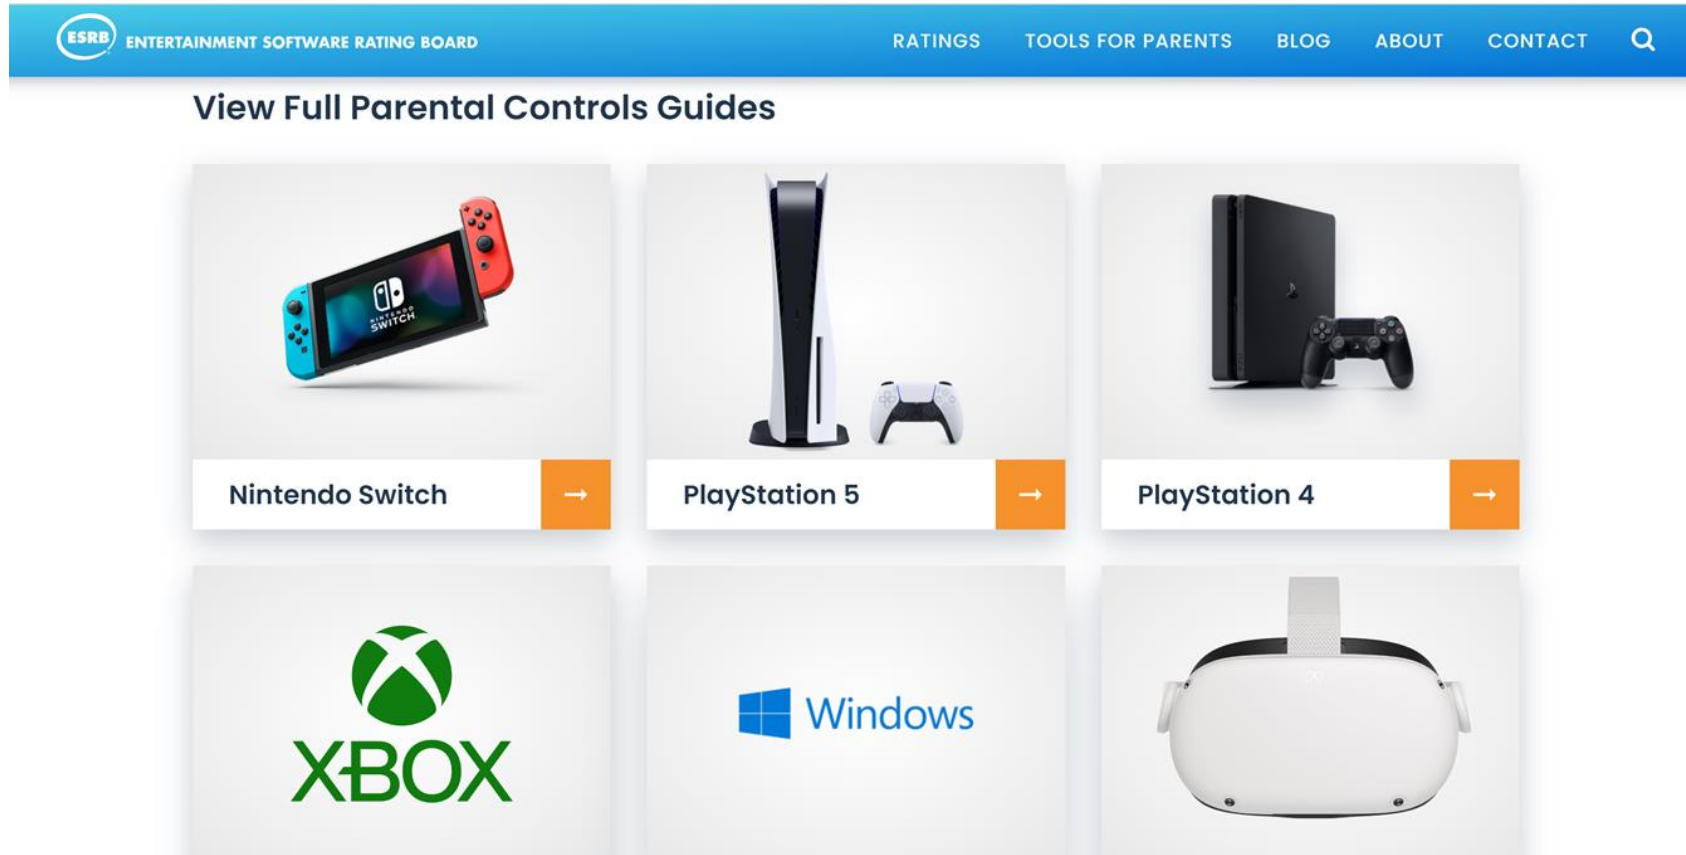 ESRB ENTERTAINMENT SOFTWARE RATING BOARD
RATINGS
TOOLS FOR PARENTS
BLOG
ABOUT
CONTACT
View Full Parental Controls Guides
NINTENDO
SWITCH
Nintendo Switch
PlayStation 5
PlayStation 4
XBOX
Windows